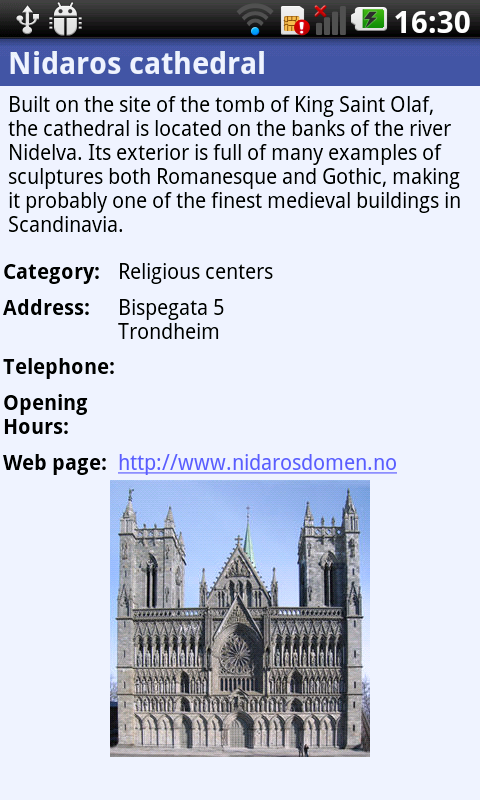 16:30
Nidaros cathedral
Built on the site of the tomb of King Saint Olaf,
the cathedral is located on the banks of the river
Nidelva. Its exterior is full of many examples of
sculptures both Romanesque and Gothic, making
it probably one of the finest medieval buildings in
Scandinavia.
Category: Religious centers
Address: Bispegata 5
Trondheim
Telephone:
Opening
Hours:
Web page: http://www.nidarosdomen.no